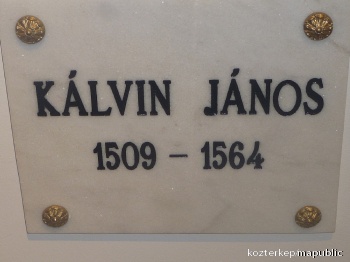 KÁLVIN JÁNOS
1509 – 1564
kozterkepmapublic